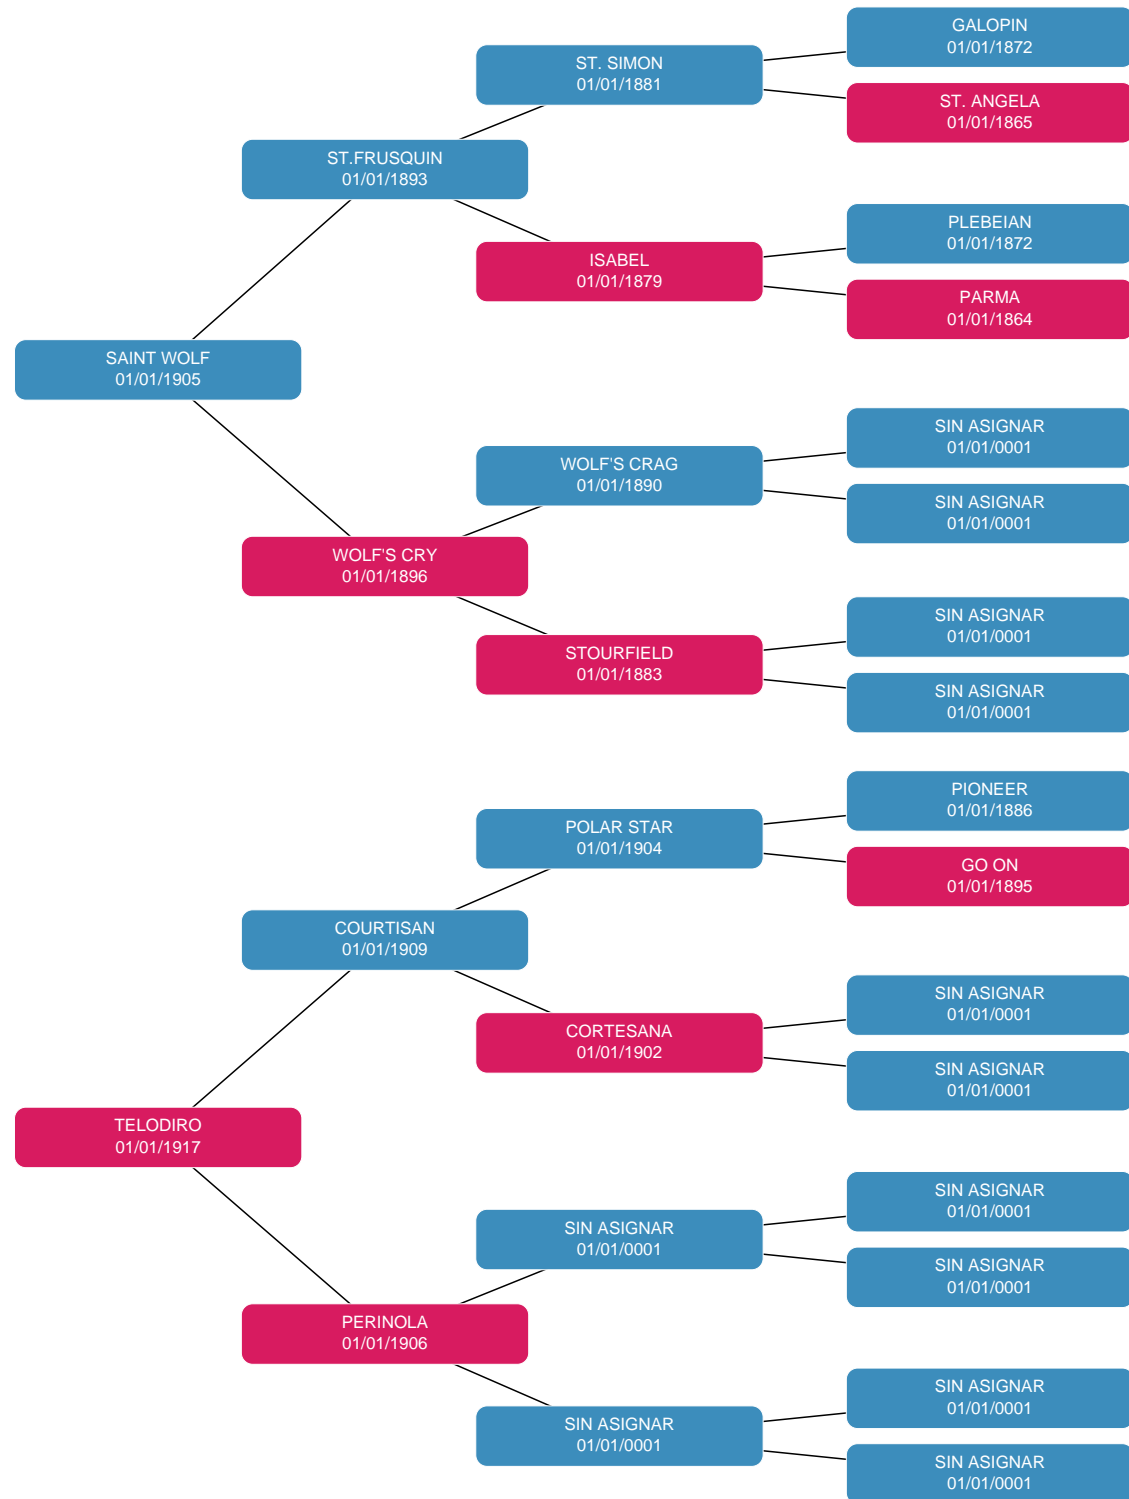 GALOPIN
01/01/1872
ST. SIMON
01/01/1881
ST. ANGELA
01/01/1865
ST.FRUSQUIN
01/01/1893
PLEBEIAN
01/01/1872
ISABEL
01/01/1879
PARMA
01/01/1864
SAINT WOLF
01/01/1905
SIN ASIGNAR
01/01/0001
WOLF'S CRAG
01/01/1890
SIN ASIGNAR
01/01/0001
WOLF'S CRY
01/01/1896
SIN ASIGNAR
01/01/0001
STOURFIELD
01/01/1883
SIN ASIGNAR
01/01/0001
PIONEER
01/01/1886
POLAR STAR
01/01/1904
GO ON
01/01/1895
COURTISAN
01/01/1909
SIN ASIGNAR
01/01/0001
CORTESANA
01/01/1902
SIN ASIGNAR
01/01/0001
TELODIRO
01/01/1917
SIN ASIGNAR
01/01/0001
SIN ASIGNAR
01/01/0001
SIN ASIGNAR
01/01/0001
PERINOLA
01/01/1906
SIN ASIGNAR
01/01/0001
SIN ASIGNAR
01/01/0001
SIN ASIGNAR
01/01/0001